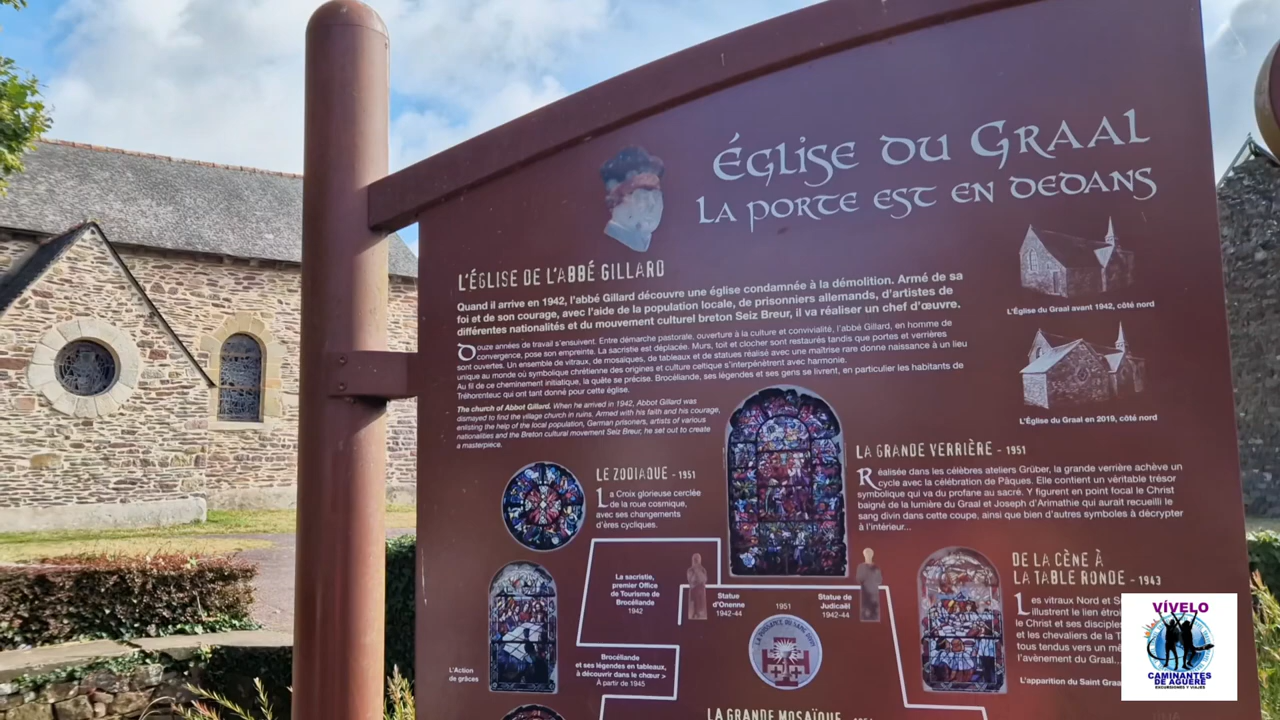 ÉGLISE DU GRAAL
LA PORTE EST EN DEDANS
L'ÉGLISE DE L'ABBÉ GILLARD
Quand il arrive en 1942, l'abbé Gillard découvre une église condamnée à la démolition. Armé de sa
foi et de son courage, avec l'aide de la population locale, de prisonniers allemands, d'artistes de
différentes nationalités et du mouvement culturel breton Seiz Breur, il va réaliser un chef d'œuvre.
Douze années de travail s'ensuivent. Entre démarche pastorale, ouverture à la culture et convivialité, l'abbé Gillard, en homme de
convergence, pose son empreinte. La sacristie est déplacée. Murs, toit et clocher sont restaurés tandis que portes et verrières
sont ouvertes. Un ensemble de vitraux, de mosaïques, de tableaux et de statues réalisé avec une maîtrise rare donne naissance à un lieu
unique au monde où symbolique chrétienne des origines et culture celtique s'interpénètrent avec harmonie.
Au fil de ce cheminement initiatique, la quête se précise. Brocéliande, ses légendes et ses gens se livrent, en particulier les habitants de
Tréhorenteuc qui ont tant donné pour cette église.
The church of Abbot Gillard. When he arrived in 1942, Abbot Gillard was
dismayed to find the village church in ruins. Armed with his faith and his courage,
enlisting the help of the local population, German prisoners, artists of various
nationalities and the Breton cultural movement Seiz Breur, he set out to create
a masterpiece.
L'Église du Graal avant 1942, côté nord
L'Église du Graal en 2019, côté nord
LE ZODIAQUE - 1951
La Croix glorieuse cerclée
de la roue cosmique,
avec ses changements
d'ères cycliques.
LA GRANDE VERRIÈRE - 1951
Réalisée dans les célèbres ateliers Grüber, la grande verrière achève un
cycle avec la célébration de Pâques. Elle contient un véritable trésor
symbolique qui va du profane au sacré. Y figurent en point focal le Christ
baigné de la lumière du Graal et Joseph d'Arimathie qui aurait recueilli le
sang divin dans cette coupe, ainsi que bien d'autres symboles à décrypter
à l'intérieur...
La sacristie,
premier Office
de Tourisme de
Brocéliande
1942
Statue
d'Onenne
1942-44
1951
Statue de
Judicaël
1942-44
DE LA CÈNE À
LA TABLE RONDE - 1943
Les vitraux Nord et S
illustrent le lien étroi
le Christ et ses disciple
et les chevaliers de la T
tous tendus vers un mê
l'avènement du Graal...
L'apparition du Saint Graa
L'Action
de grâces
Brocéliande
et ses légendes en tableaux,
à découvrir dans le chœur >
À partir de 1945
LA GRANDE MOSAÏQUE
VÍVELO
CAMINANTES
DE AGUERE
EXCURSIONES Y VIAJES